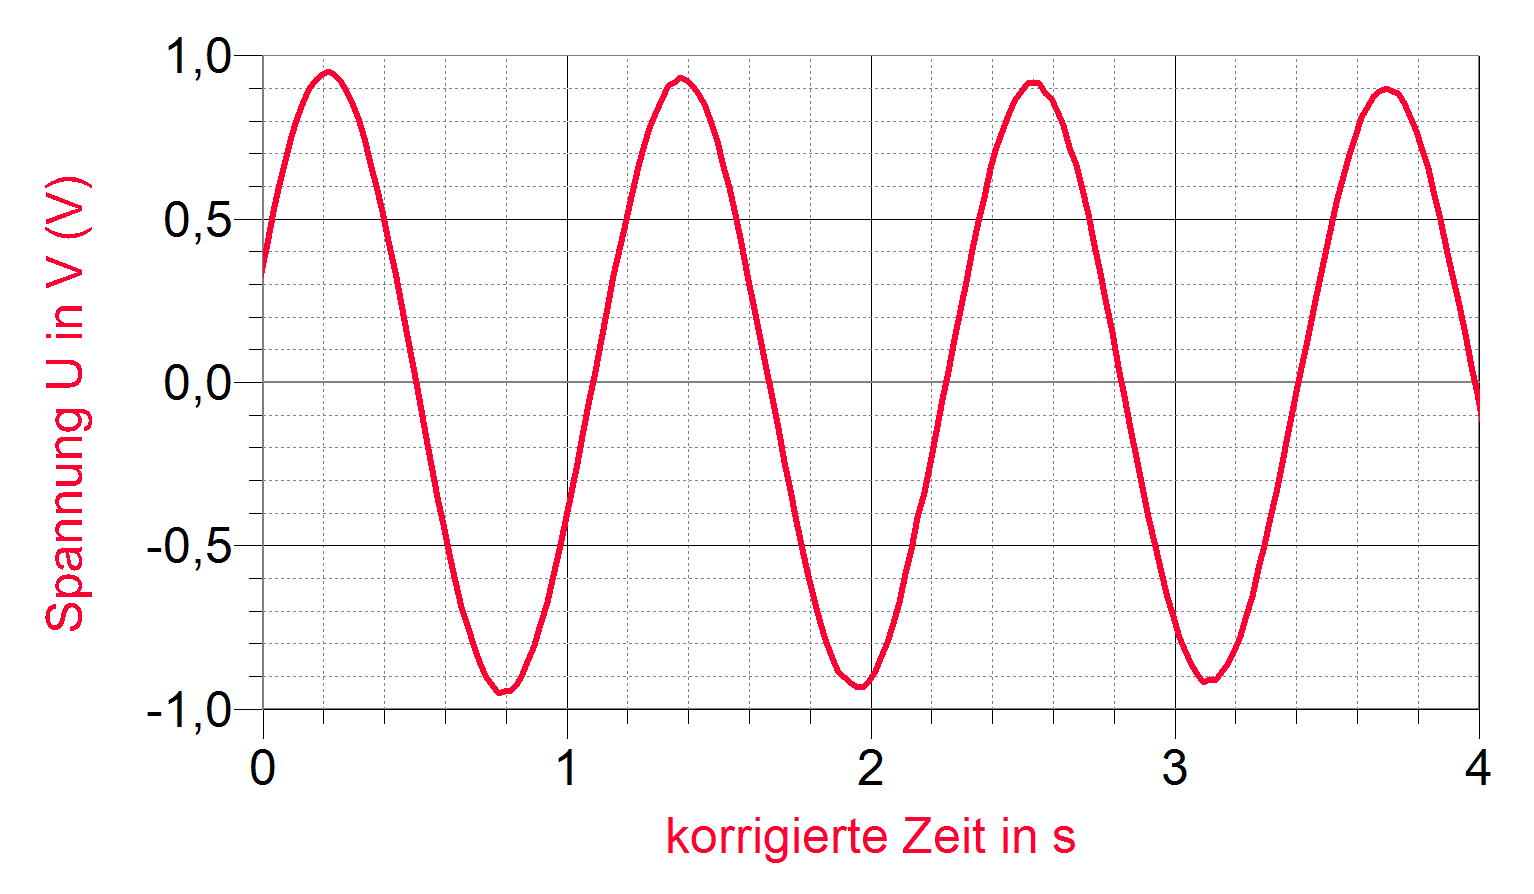 Spannung U in V (V)
1,0
0,5
0,0
-0,5
-1,0
0 1 2 3 4
korrigierte Zeit in s